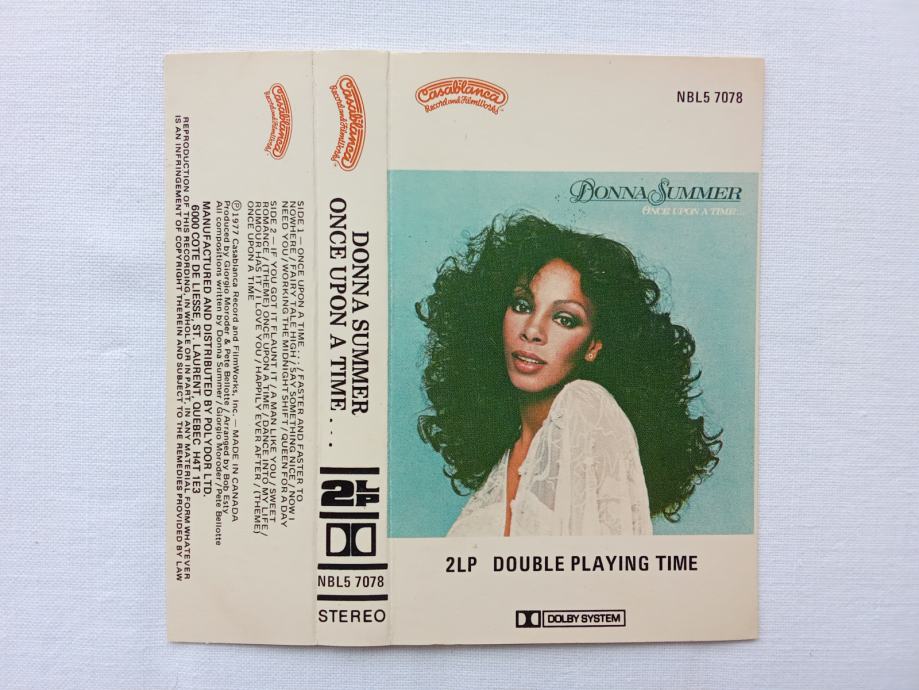 Casablanca
Record and FilmWorks
NBL5 7078
DONNA SUMMER
ONCE UPON A TIME...
2LP DOUBLE PLAYING TIME
DOLBY SYSTEM
Casablanca
Record and FilmWorks
DONNA SUMMER
ONCE UPON A TIME...
2LP
NBL5 7078
STEREO
Casablanca
Record and FilmWorks
SIDE 1 — ONCE UPON A TIME . . . / FASTER AND FASTER TO
NOWHERE / FAIRY TALE HIGH / SAY SOMETHING NICE / NOW I
NEED YOU / WORKING THE MIDNIGHT SHIFT / QUEEN FOR A DAY
SIDE 2 — IF YOU GOT IT FLAUNT IT / A MAN LIKE YOU / SWEET
ROMANCE / (THEME) ONCE UPON A TIME / DANCE INTO MY LIFE /
RUMOUR HAS IT / I LOVE YOU / HAPPILY EVER AFTER / (THEME)
ONCE UPON A TIME
Ⓟ 1977 Casablanca Record and FilmWorks, Inc. — MADE IN CANADA
Produced by Giorgio Moroder & Pete Bellotte / Arranged by Bob Esty
All compositions written by Donna Summer / Giorgio Moroder / Pete Bellotte
MANUFACTURED AND DISTRIBUTED BY POLYDOR LTD.
6000 COTE DE LIESSE, ST. LAURENT, QUEBEC H4T 1E3
REPRODUCTION OF THIS RECORDING, IN WHOLE OR IN PART, IN ANY MATERIAL FORM WHATEVER
IS AN INFRINGEMENT OF COPYRIGHT THEREIN AND SUBJECT TO THE REMEDIES PROVIDED BY LAW